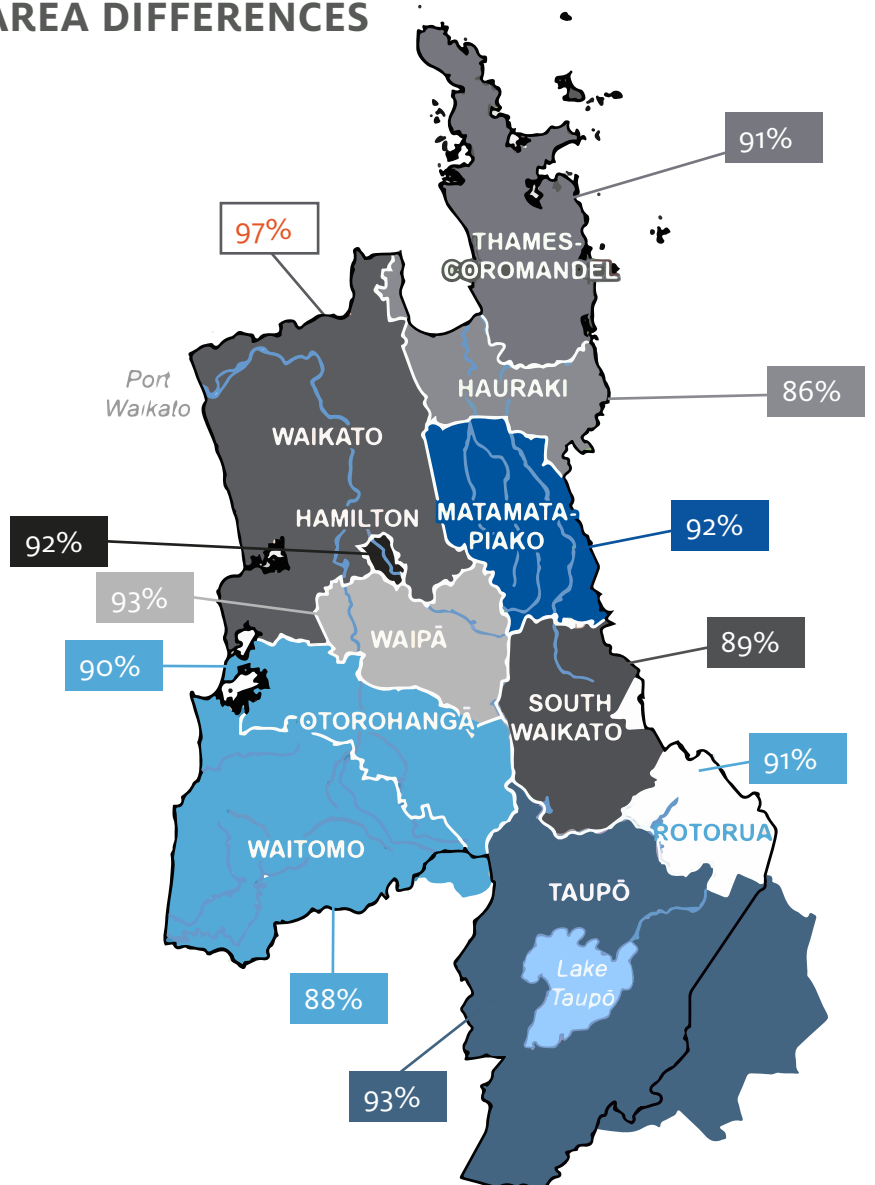 AREA DIFFERENCES
91%
97%
THAMES-
COROMANDEL
Port
Waikato
HAURAKI
86%
WAIKATO
HAMILTON
MATAMATA-
PIAKO
92%
92%
93%
WAIPĀ
90%
89%
SOUTH
WAIKATO
OTOROHANGĀ
91%
ROTORUA
WAITOMO
TAUPŌ
Lake
Taupō
88%
93%